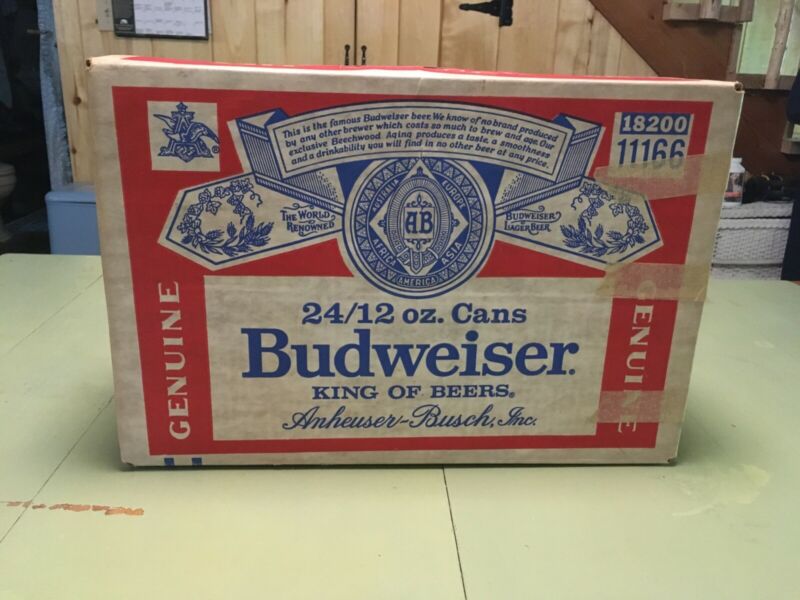 This is the famous Budweiser beer. We know of no brand produced
by any other brewer which costs so much to brew and age. Our
exclusive Beechwood Aging produces a taste, a smoothness
and a drinkability you will find in no other beer at any price.
18200
11166
THE WORLD
RENOWNED
AUSTRALIA
EUROPE
AB
AFRICA
ASIA
AMERICA
BUDWEISER
LAGER BEER
GENUINE
24/12 oz. Cans
Budweiser®
KING OF BEERS®
Anheuser-Busch, Inc.
GENUINE